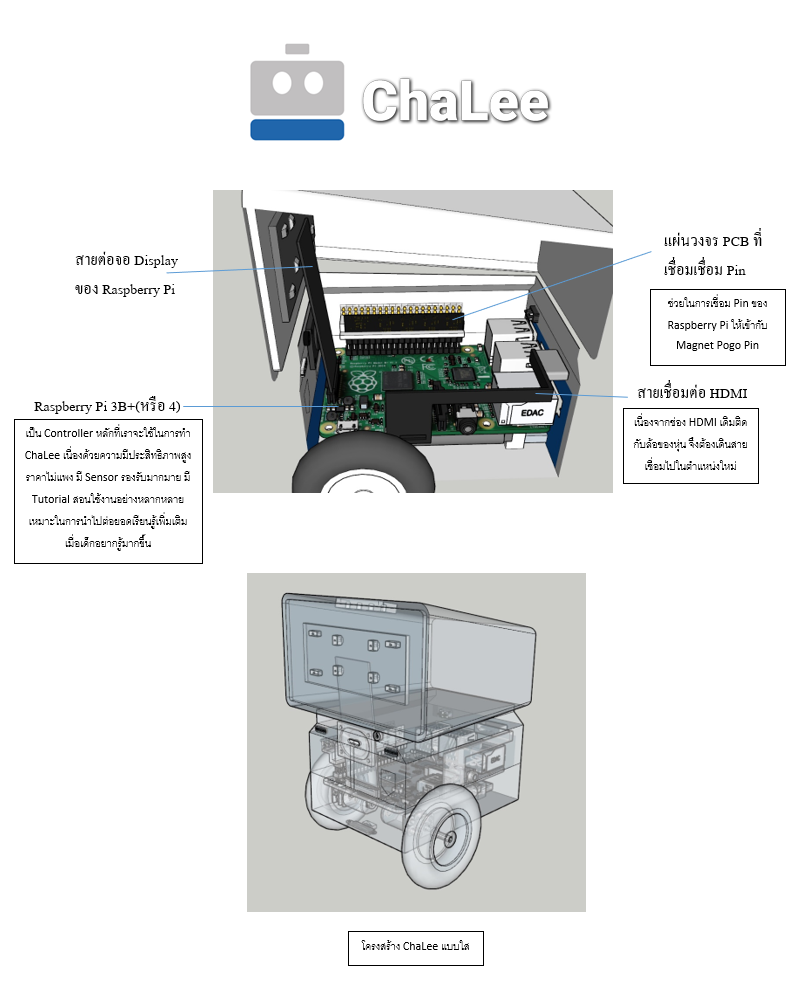 ChaLee
สายต่อจอ Display
ของ Raspberry Pi
แผ่นวงจร PCB ที่
เชื่อมเชื่อม Pin
ช่วยในการเชื่อม Pin ของ
Raspberry Pi ให้เข้ากับ
Magnet Pogo Pin
สายเชื่อมต่อ HDMI
เนื่องจากช่อง HDMI เดิมติด
กับล้อของหุ่น จึงต้องเดินสาย
เชื่อมไปในตำแหน่งใหม่
EDAC
Raspberry Pi 3B+(หรือ 4)
เป็น Controller หลักที่เราจะใช้ในการทำ
ChaLee เนื่องด้วยความมีประสิทธิภาพสูง
ราคาไม่แพง มี Sensor รองรับมากมาย มี
Tutorial สอนใช้งานอย่างหลากหลาย
เหมาะในการนำไปต่อยอดเรียนรู้เพิ่มเติม
เมื่อเด็กอยากรู้มากขึ้น
EDAC
โครงสร้าง ChaLee แบบใส